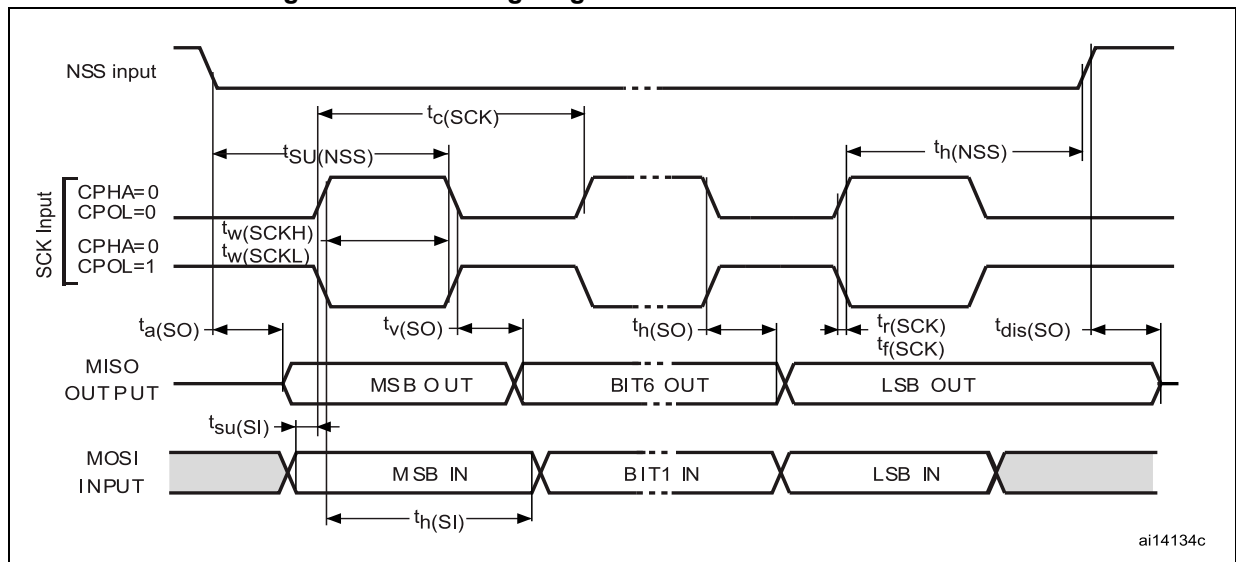 NSS input
tc(SCK)
tSU(NSS)
th(NSS)
SCK Input
CPHA=0
CPOL=0
tw(SCKH)
CPHA=0
tw(SCKL)
CPOL=1
ta(SO)
tv(SO)
th(SO)
tr(SCK)
tf(SCK)
tdis(SO)
MISO
OUTPUT
MSB OUT
BIT6 OUT
LSB OUT
tsu(SI)
MOSI
INPUT
MSB IN
BIT1 IN
LSB IN
th(SI)
ai14134c